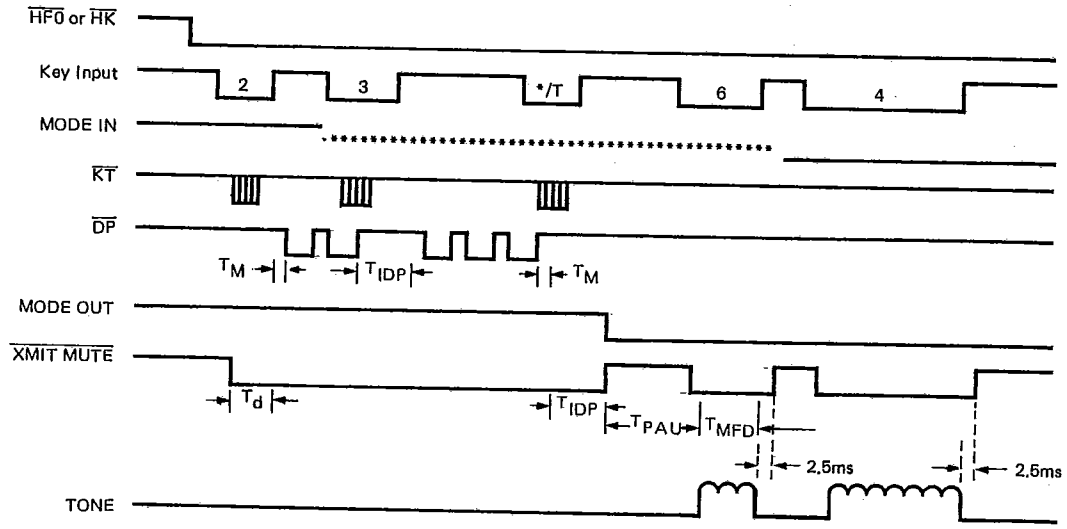 HF0 or HK
Key Input 2 3 */T 6 4
MODE IN
KT
DP
TM TIDP TM
MODE OUT
XMIT MUTE
Td TIDP TPAU TMFD
2.5ms 2.5ms
TONE